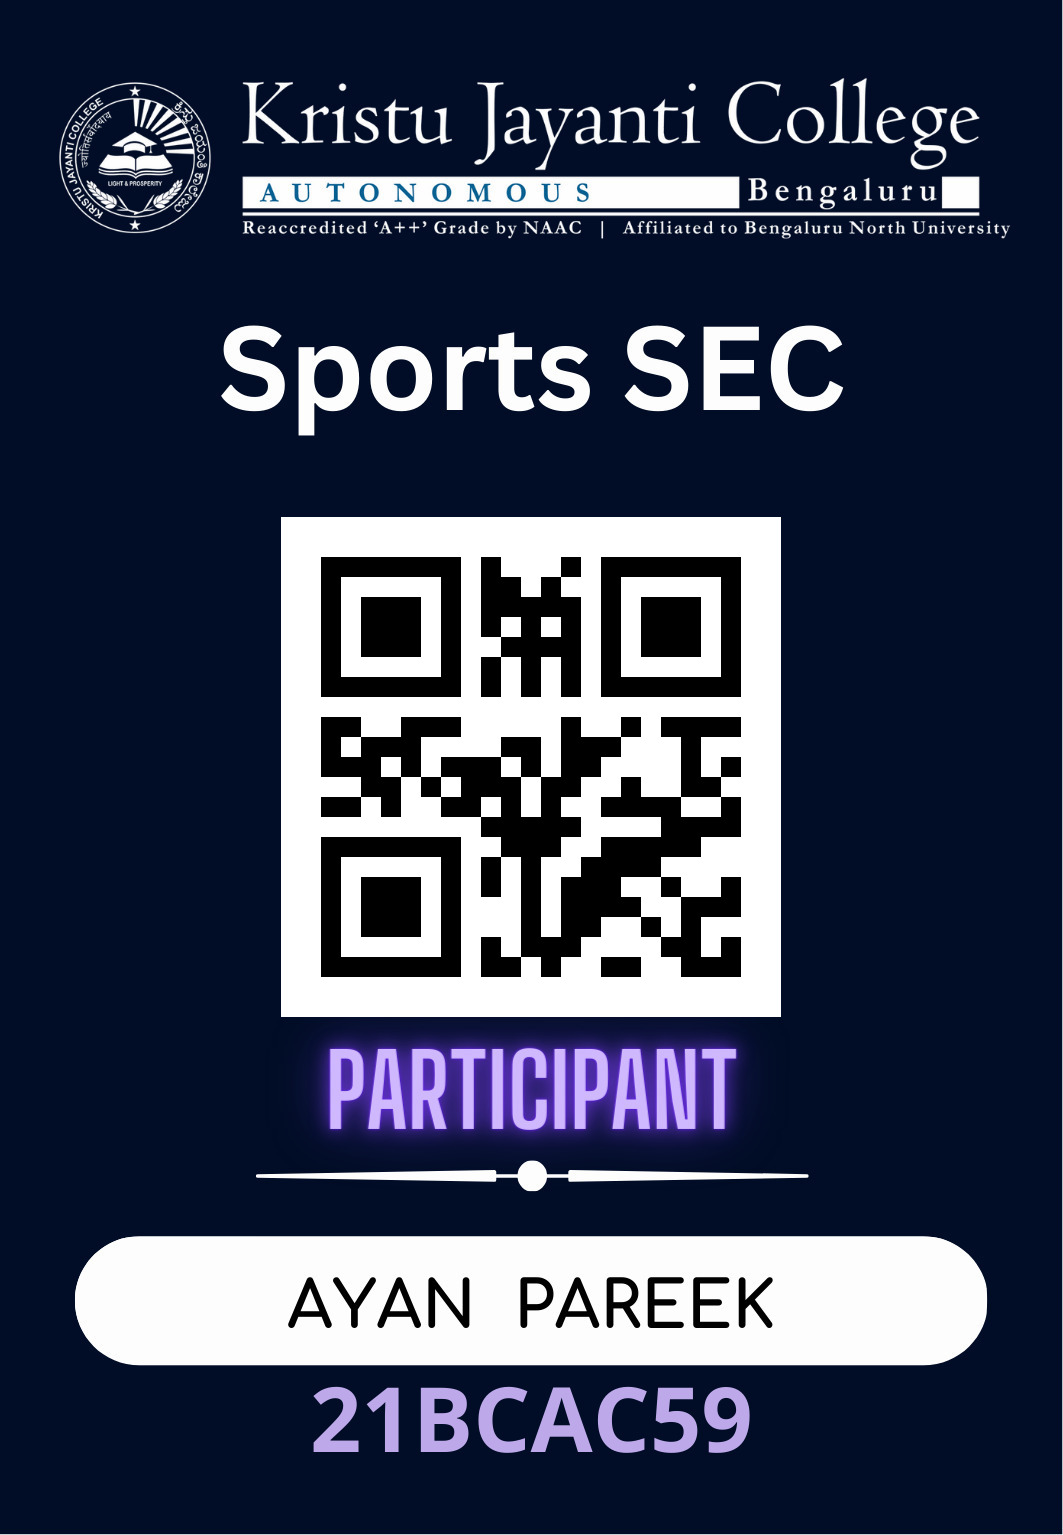 Kristu Jayanti College
AUTONOMOUS Bengaluru
Reaccredited ‘A++’ Grade by NAAC | Affiliated to Bengaluru North University
KRISTU JAYANTI COLLEGE
LIGHT & PROSPERITY
Sports SEC
PARTICIPANT
AYAN PAREEK
21BCAC59